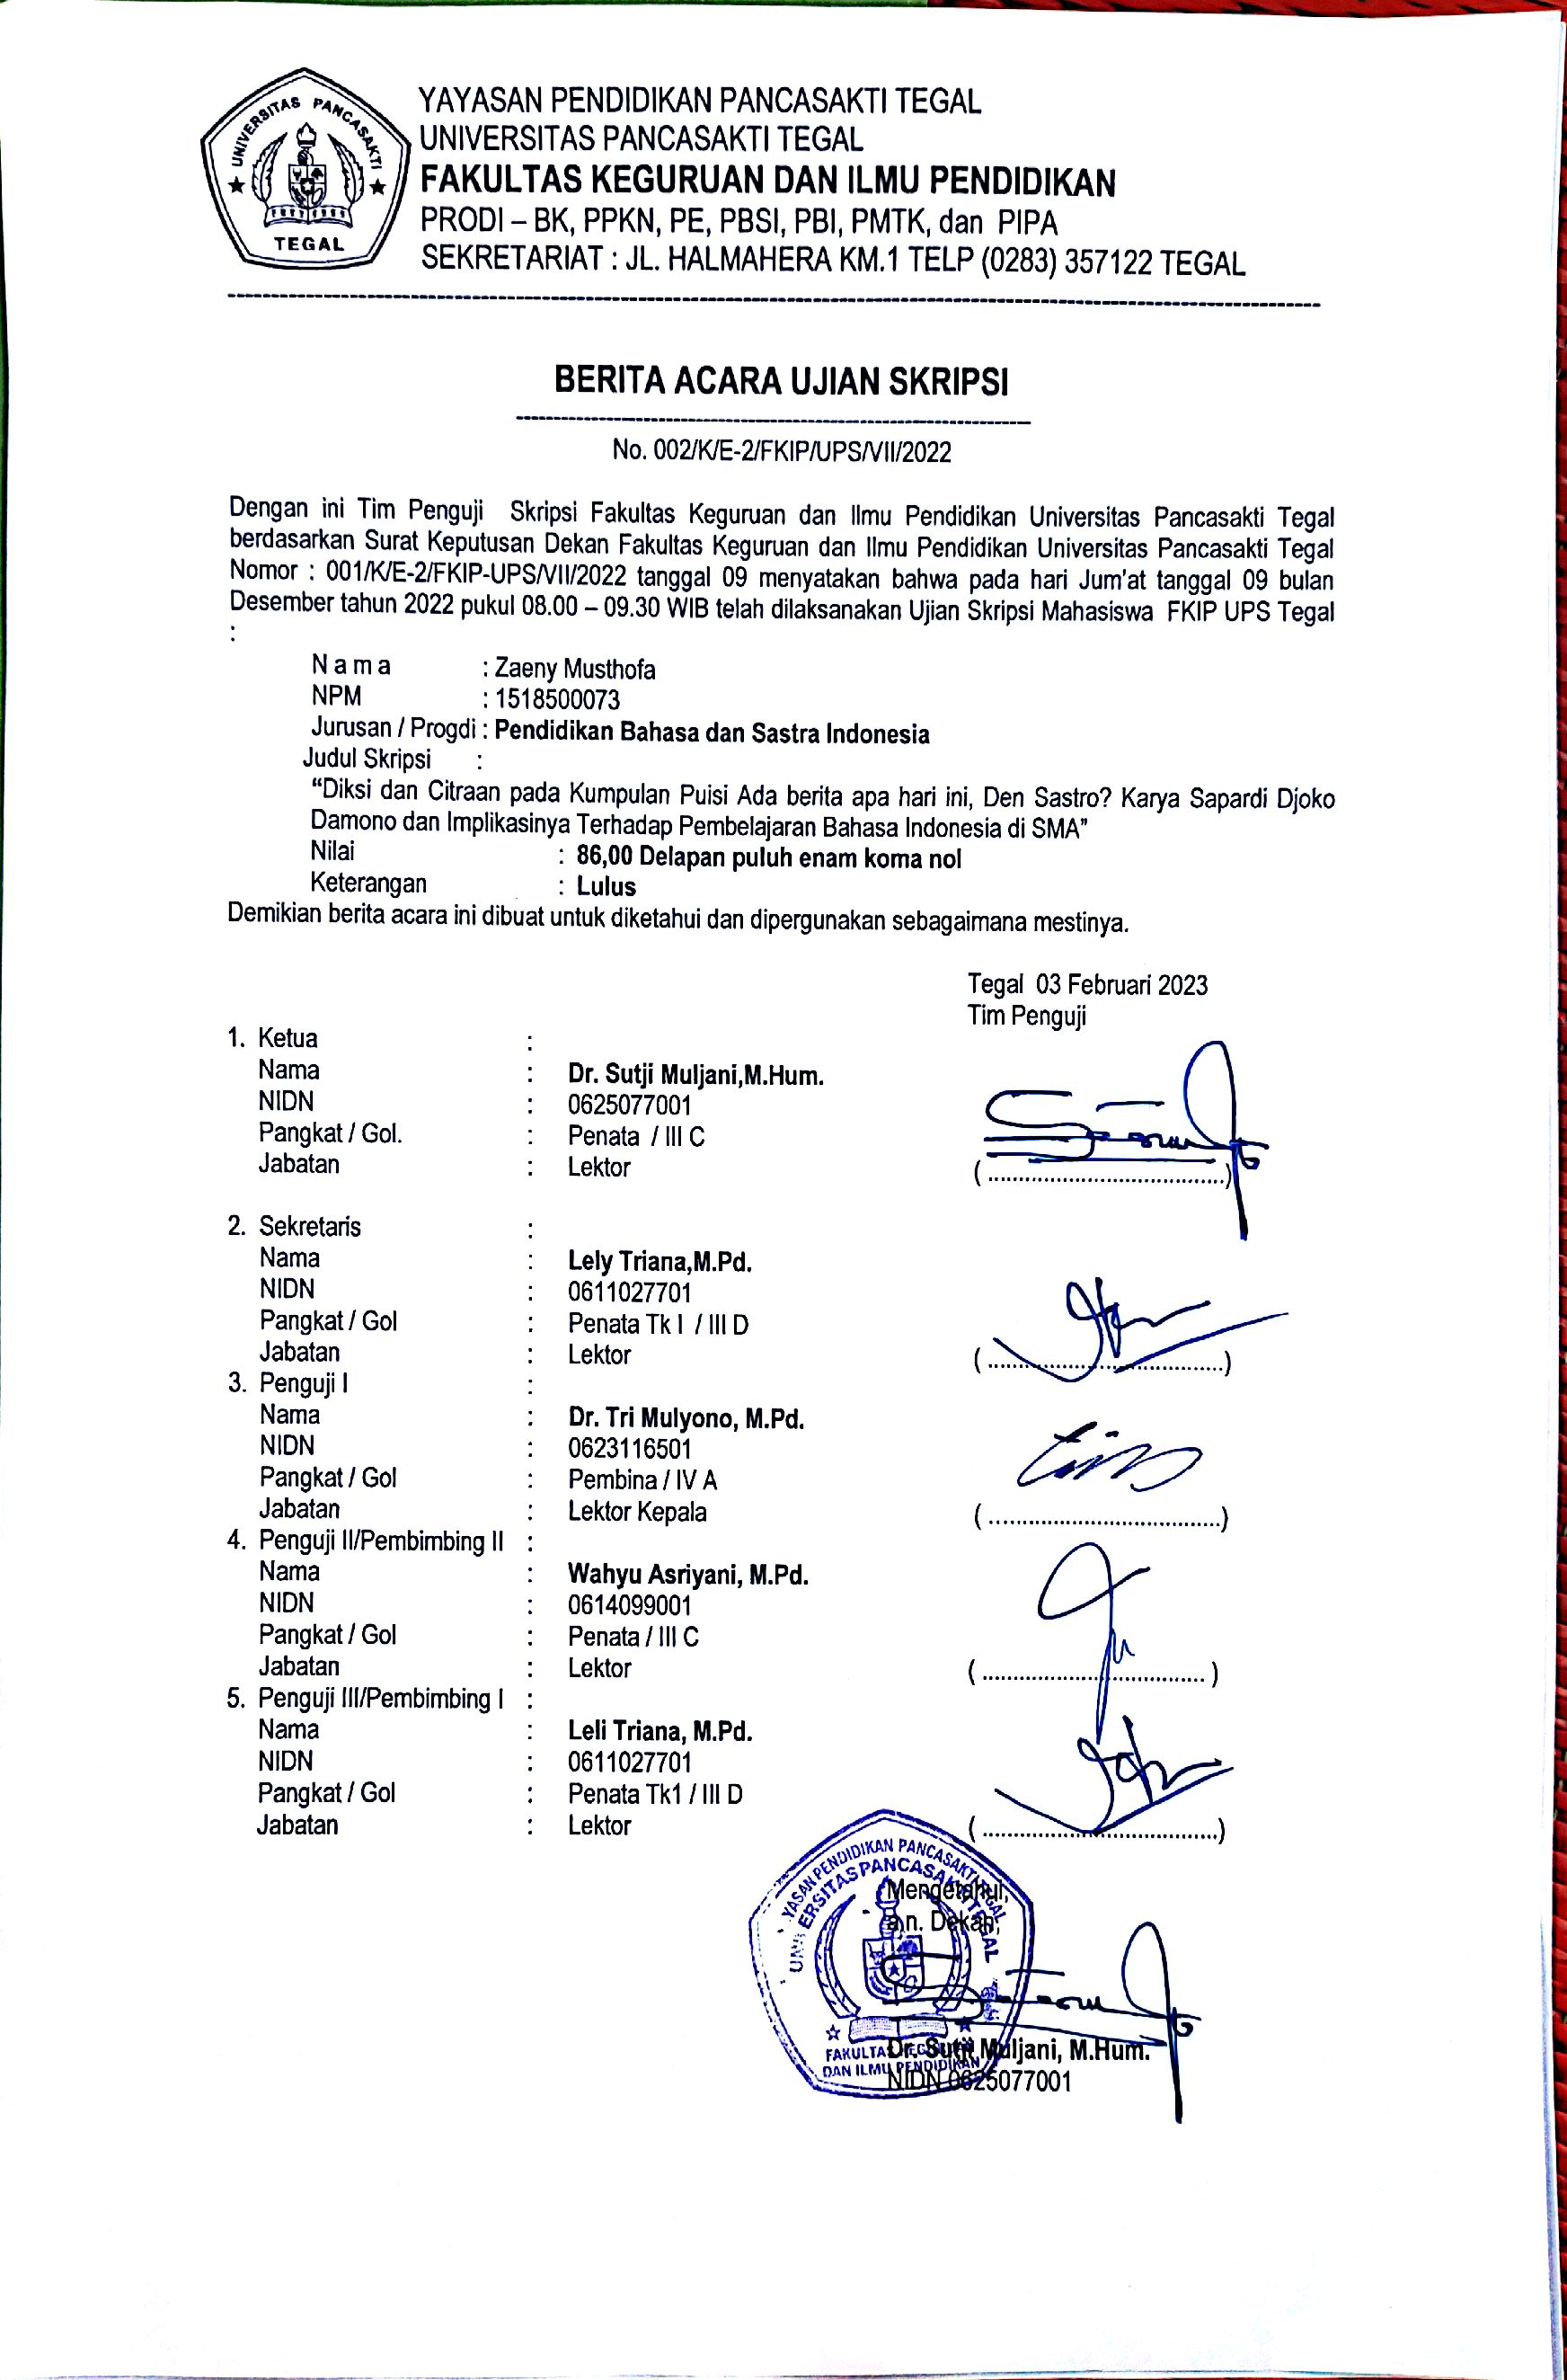 UNIVERSITAS PANCASAKTI
TEGAL
YAYASAN PENDIDIKAN PANCASAKTI TEGAL
UNIVERSITAS PANCASAKTI TEGAL
FAKULTAS KEGURUAN DAN ILMU PENDIDIKAN
PRODI – BK, PPKN, PE, PBSI, PBI, PMTK, dan PIPA
SEKRETARIAT : JL. HALMAHERA KM.1 TELP (0283) 357122 TEGAL
BERITA ACARA UJIAN SKRIPSI
No. 002/K/E-2/FKIP/UPS/VII/2022
Dengan ini Tim Penguji Skripsi Fakultas Keguruan dan Ilmu Pendidikan Universitas Pancasakti Tegal
berdasarkan Surat Keputusan Dekan Fakultas Keguruan dan Ilmu Pendidikan Universitas Pancasakti Tegal
Nomor : 001/K/E-2/FKIP-UPS/VII/2022 tanggal 09 menyatakan bahwa pada hari Jum'at tanggal 09 bulan
Desember tahun 2022 pukul 08.00 – 09.30 WIB telah dilaksanakan Ujian Skripsi Mahasiswa FKIP UPS Tegal
:
N a m a : Zaeny Musthofa
NPM : 1518500073
Jurusan / Progdi : Pendidikan Bahasa dan Sastra Indonesia
Judul Skripsi :
“Diksi dan Citraan pada Kumpulan Puisi Ada berita apa hari ini, Den Sastro? Karya Sapardi Djoko
Damono dan Implikasinya Terhadap Pembelajaran Bahasa Indonesia di SMA”
Nilai : 86,00 Delapan puluh enam koma nol
Keterangan : Lulus
Demikian berita acara ini dibuat untuk diketahui dan dipergunakan sebagaimana mestinya.
Tegal 03 Februari 2023
Tim Penguji
1. Ketua :
Nama : Dr. Sutji Muljani,M.Hum.
NIDN : 0625077001
Pangkat / Gol. : Penata / III C
Jabatan : Lektor (........................................)
2. Sekretaris :
Nama : Lely Triana,M.Pd.
NIDN : 0611027701
Pangkat / Gol : Penata Tk I / III D
Jabatan : Lektor (........................................)
3. Penguji I :
Nama : Dr. Tri Mulyono, M.Pd.
NIDN : 0623116501
Pangkat / Gol : Pembina / IV A
Jabatan : Lektor Kepala (........................................)
4. Penguji II/Pembimbing II :
Nama : Wahyu Asriyani, M.Pd.
NIDN : 0614099001
Pangkat / Gol : Penata / III C
Jabatan : Lektor (........................................)
5. Penguji III/Pembimbing I :
Nama : Leli Triana, M.Pd.
NIDN : 0611027701
Pangkat / Gol : Penata Tk1 / III D
Jabatan : Lektor (........................................)
YASAN PENDIDIKAN PANCASAKTI TEGAL
ERSITAS PANCASAKTI TEGAL
Mengetahui,
a.n. Dekan,
FAKULTAS
DAN ILMU PENDIDIKAN
Dr. Sutji Muljani, M.Hum.
NIDN 0625077001